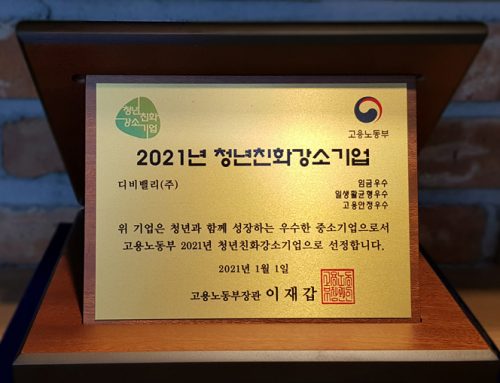 청년친화
강소기업
고용노동부
2021년 청년친화강소기업
디비밸리(주)
임금우수
일생활균형우수
고용안정우수
위 기업은 청년과 함께 성장하는 우수한 중소기업으로서
고용노동부 2021년 청년친화강소기업으로 선정합니다.
2021년 1월 1일
고용노동부장관 이재갑